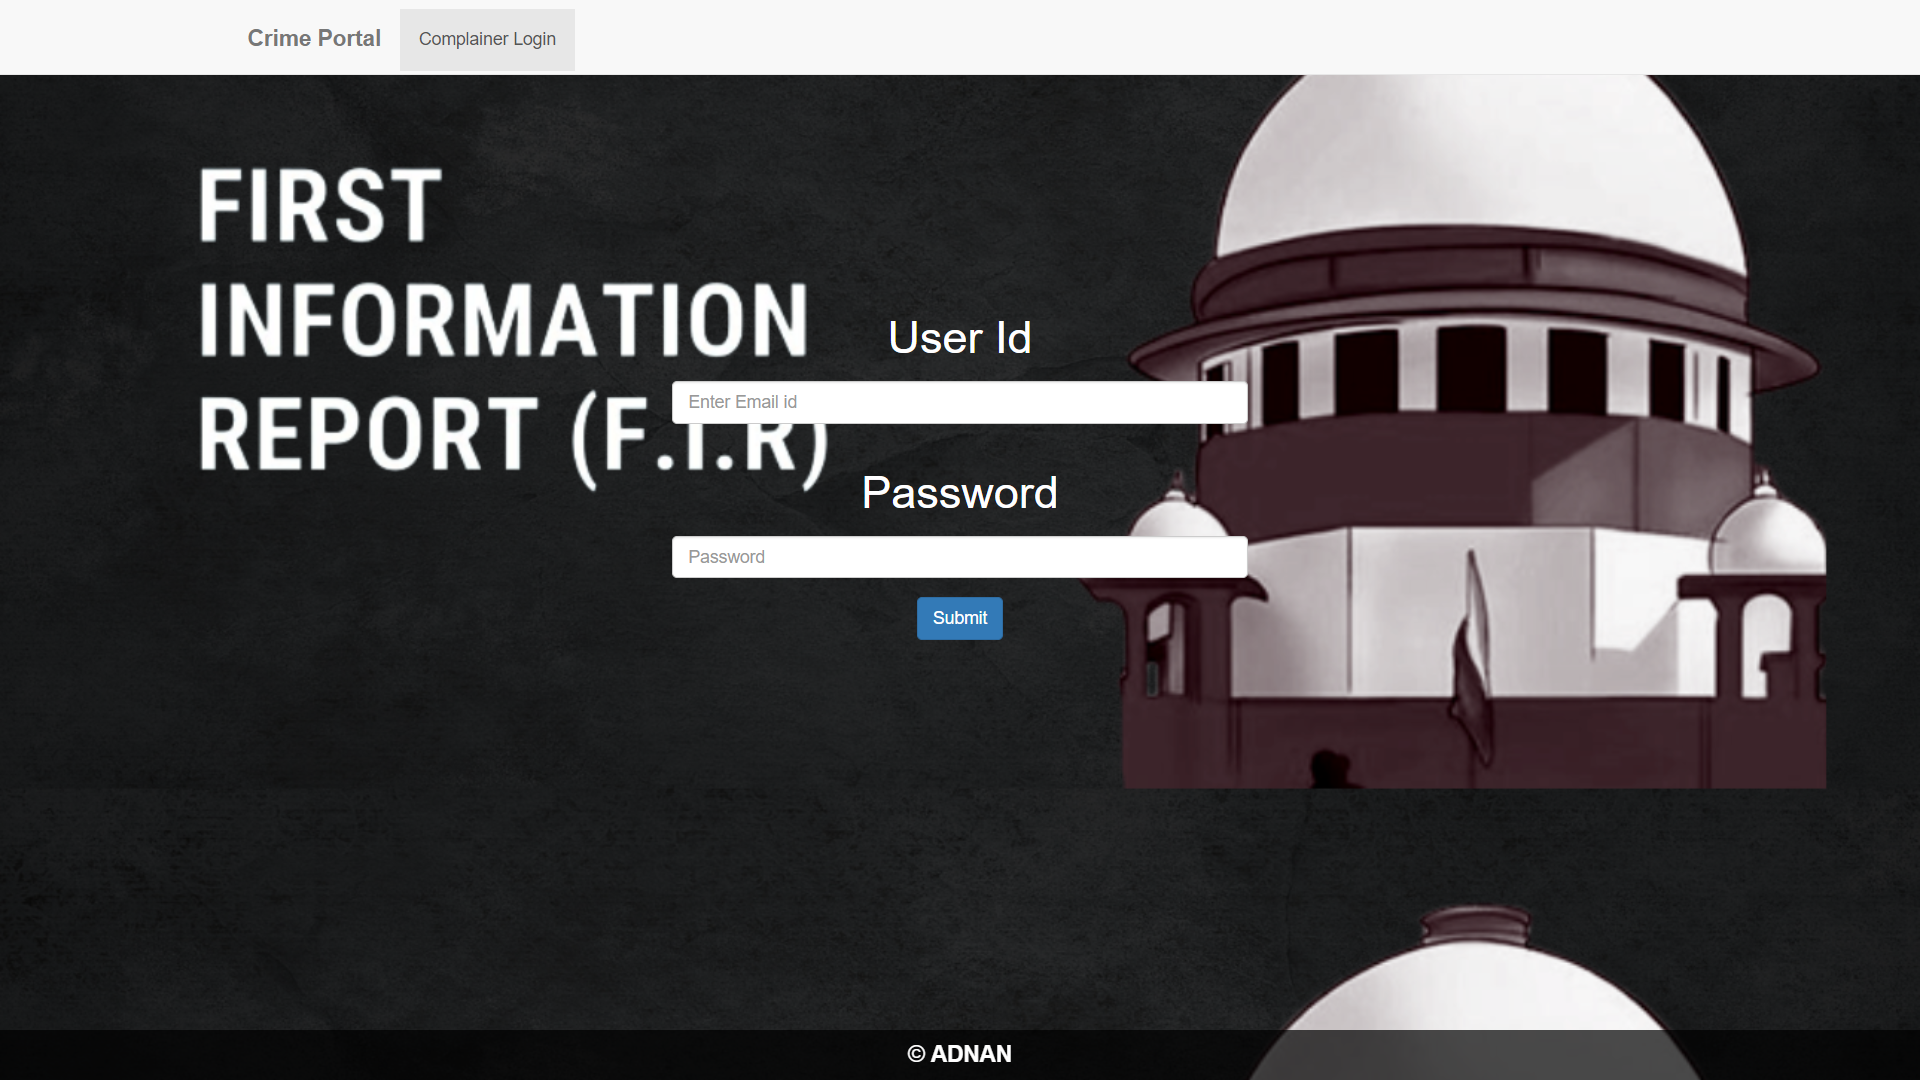 Crime Portal
Complainer Login
FIRST
INFORMATION
REPORT (F.I.R)
User Id
Enter Email id
Password
Password
Submit
© ADNAN